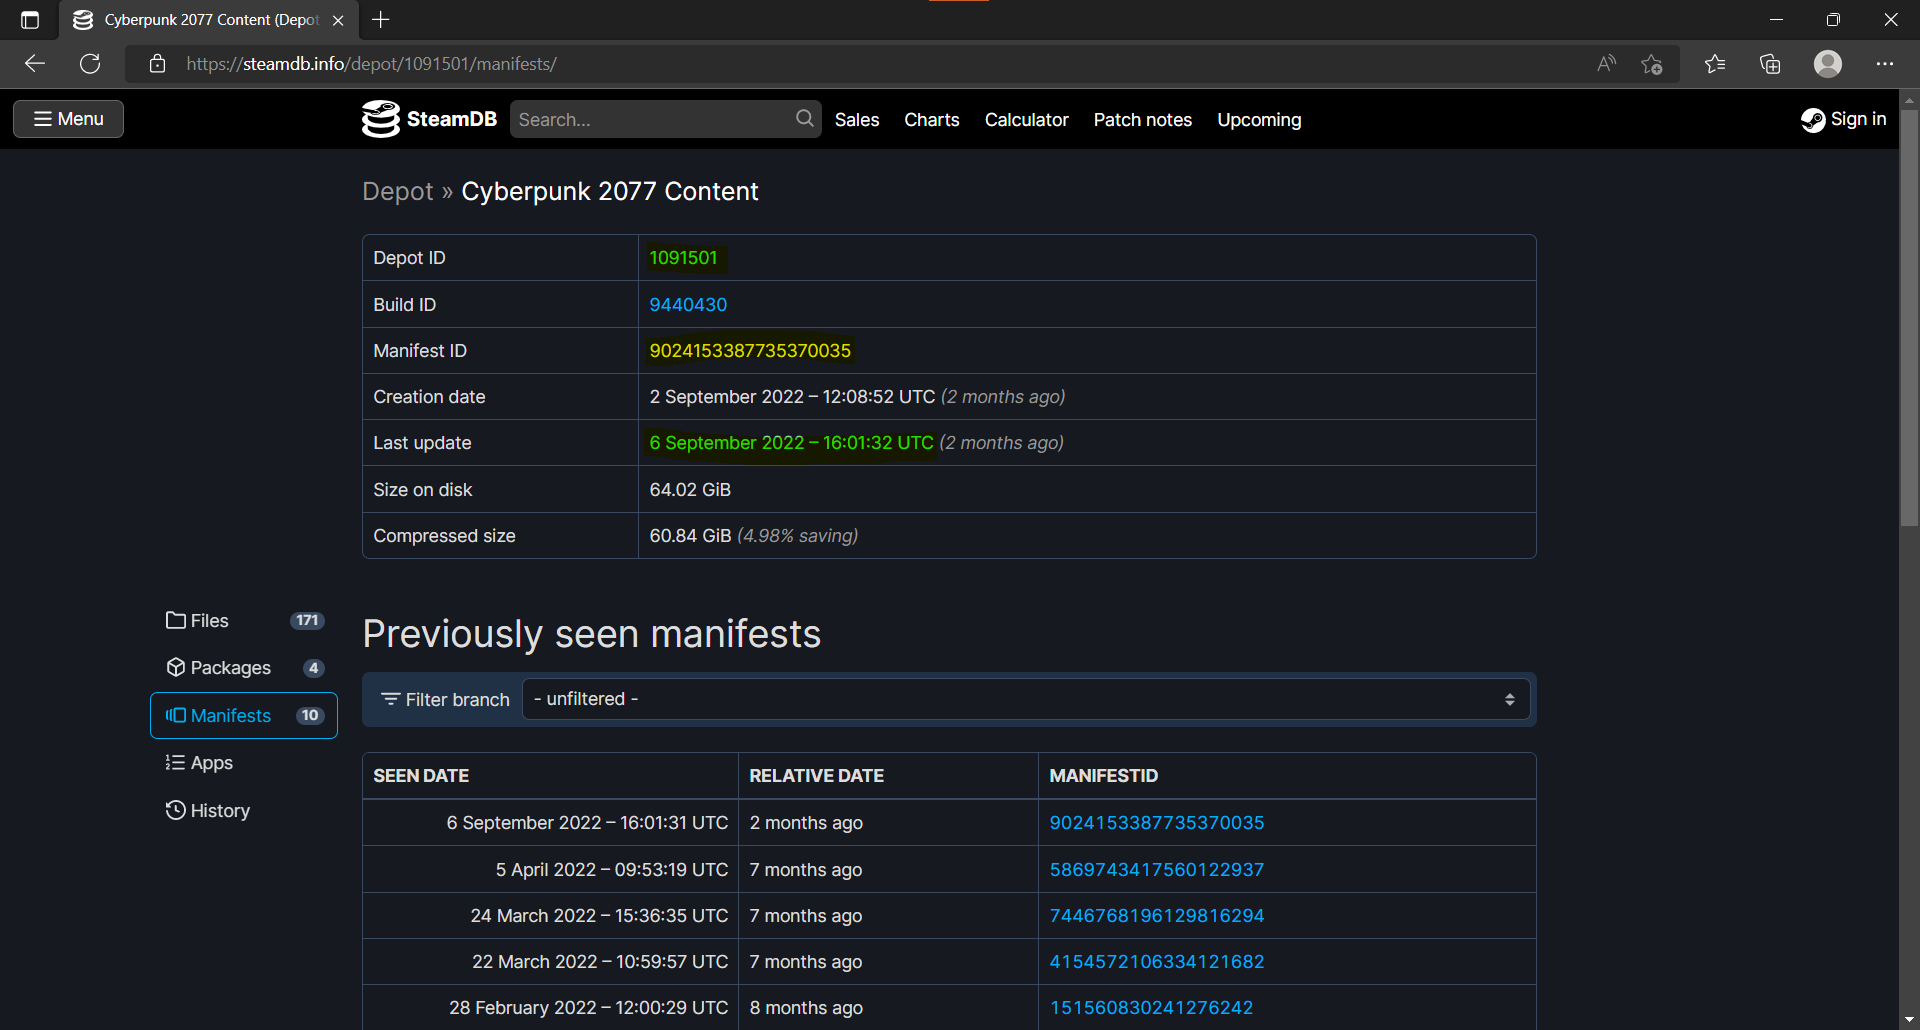 Cyberpunk 2077 Content (Depot
https://steamdb.info/depot/1091501/manifests/
Menu
SteamDB
Search...
Sales
Charts
Calculator
Patch notes
Upcoming
Sign in
Depot » Cyberpunk 2077 Content
Depot ID 1091501
Build ID 9440430
Manifest ID 9024153387735370035
Creation date 2 September 2022 – 12:08:52 UTC (2 months ago)
Last update 6 September 2022 – 16:01:32 UTC (2 months ago)
Size on disk 64.02 GiB
Compressed size 60.84 GiB (4.98% saving)
Files 171
Packages 4
Manifests 10
Apps
History
Previously seen manifests
Filter branch - unfiltered -
SEEN DATE RELATIVE DATE MANIFESTID
6 September 2022 – 16:01:31 UTC 2 months ago 9024153387735370035
5 April 2022 – 09:53:19 UTC 7 months ago 5869743417560122937
24 March 2022 – 15:36:35 UTC 7 months ago 7446768196129816294
22 March 2022 – 10:59:57 UTC 7 months ago 4154572106334121682
28 February 2022 – 12:00:29 UTC 8 months ago 151560830241276242